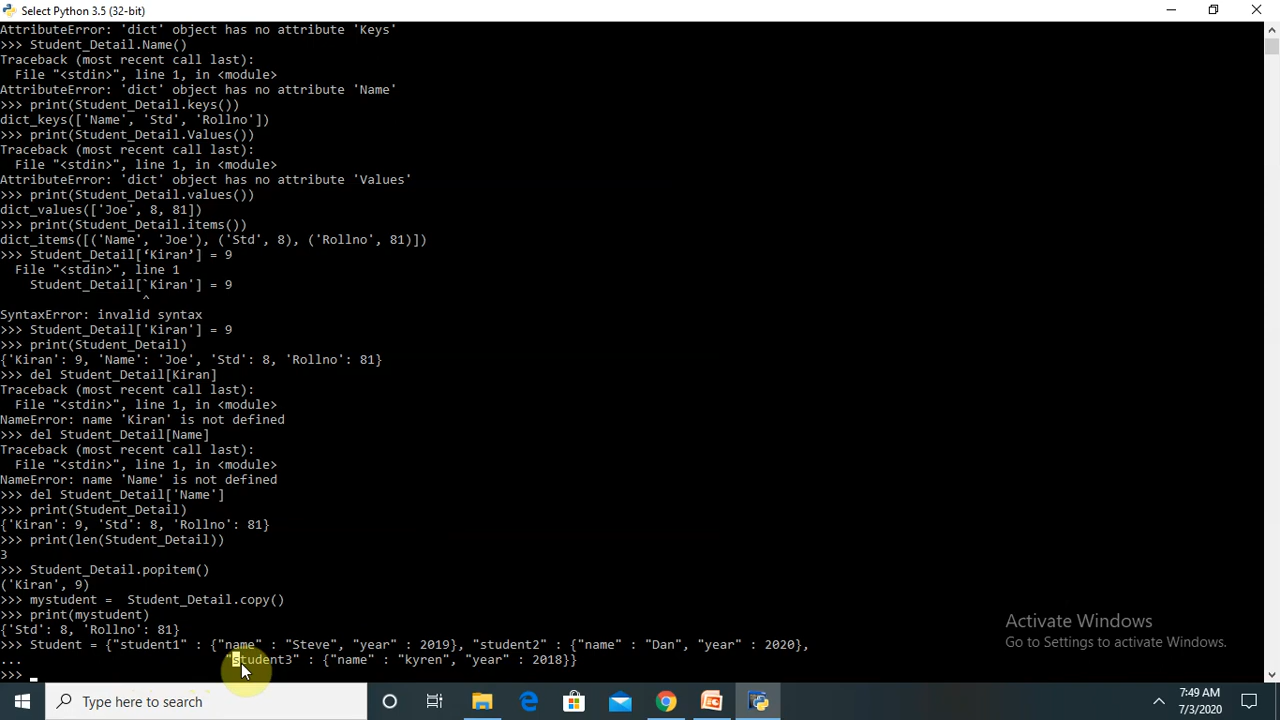 Select Python 3.5 (32-bit)
AttributeError: 'dict' object has no attribute 'Keys'
>>> Student_Detail.Name()
Traceback (most recent call last):
  File "<stdin>", line 1, in <module>
AttributeError: 'dict' object has no attribute 'Name'
>>> print(Student_Detail.keys())
dict_keys(['Name', 'Std', 'Rollno'])
>>> print(Student_Detail.Values())
Traceback (most recent call last):
  File "<stdin>", line 1, in <module>
AttributeError: 'dict' object has no attribute 'Values'
>>> print(Student_Detail.values())
dict_values(['Joe', 8, 81])
>>> print(Student_Detail.items())
dict_items([('Name', 'Joe'), ('Std', 8), ('Rollno', 81)])
>>> Student_Detail[‘Kiran’] = 9
  File "<stdin>", line 1
    Student_Detail[`Kiran'] = 9
                   ^
SyntaxError: invalid syntax
>>> Student_Detail['Kiran'] = 9
>>> print(Student_Detail)
{'Kiran': 9, 'Name': 'Joe', 'Std': 8, 'Rollno': 81}
>>> del Student_Detail[Kiran]
Traceback (most recent call last):
  File "<stdin>", line 1, in <module>
NameError: name 'Kiran' is not defined
>>> del Student_Detail[Name]
Traceback (most recent call last):
  File "<stdin>", line 1, in <module>
NameError: name 'Name' is not defined
>>> del Student_Detail['Name']
>>> print(Student_Detail)
{'Kiran': 9, 'Std': 8, 'Rollno': 81}
>>> print(len(Student_Detail))
3
>>> Student_Detail.popitem()
('Kiran', 9)
>>> mystudent =  Student_Detail.copy()
>>> print(mystudent)
{'Std': 8, 'Rollno': 81}
>>> Student = {"student1" : {"name" : "Steve", "year" : 2019}, "student2" : {"name" : "Dan", "year" : 2020},
...                           "student3" : {"name" : "kyren", "year" : 2018}}
>>>
Activate Windows
Go to Settings to activate Windows.
Type here to search
7:49 AM
7/3/2020